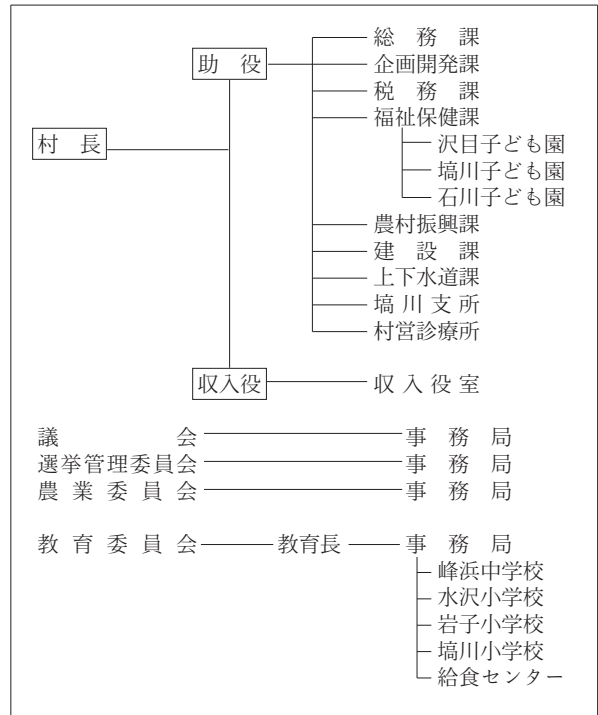 総務課
助役
企画開発課
税務課
福祉保健課
村長
沢目子ども園
塙川子ども園
石川子ども園
農村振興課
建設課
上下水道課
塙川支所
村営診療所
収入役 収入役室
議会 事務局
選挙管理委員会 事務局
農業委員会 事務局
教育委員会 教育長 事務局
峰浜中学校
水沢小学校
岩子小学校
塙川小学校
給食センター